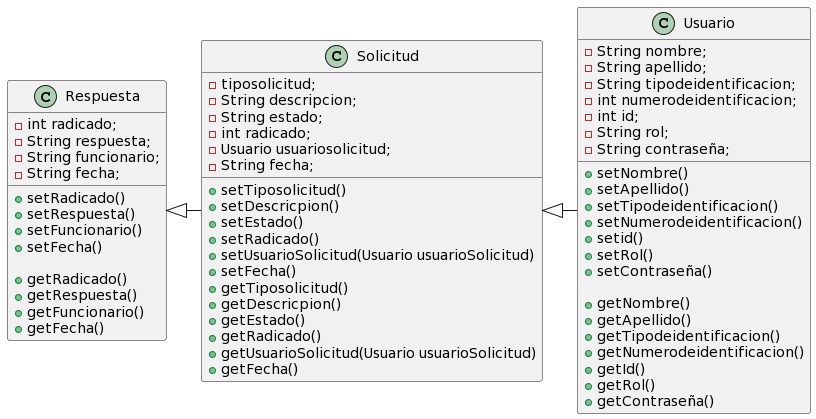 Respuesta
int radicado;
String respuesta;
String funcionario;
String fecha;
setRadicado()
setRespuesta()
setFuncionario()
setFecha()
getRadicado()
getRespuesta()
getFuncionario()
getFecha()
Solicitud
tiposolicitud;
String descripcion;
String estado;
int radicado;
Usuario usuariosolicitud;
String fecha;
setTiposolicitud()
setDescricpion()
setEstado()
setRadicado()
setUsuarioSolicitud(Usuario usuarioSolicitud)
setFecha()
getTiposolicitud()
getDescricpion()
getEstado()
getRadicado()
getUsuarioSolicitud(Usuario usuarioSolicitud)
getFecha()
Usuario
String nombre;
String apellido;
String tipodeidentificacion;
int numerodeidentificacion;
int id;
String rol;
String contraseña;
setNombre()
setApellido()
setTipodeidentificacion()
setNumerodeidentificacion()
setid()
setRol()
setContraseña()
getNombre()
getApellido()
getTipodeidentificacion()
getNumerodeidentificacion()
getId()
getRol()
getContraseña()